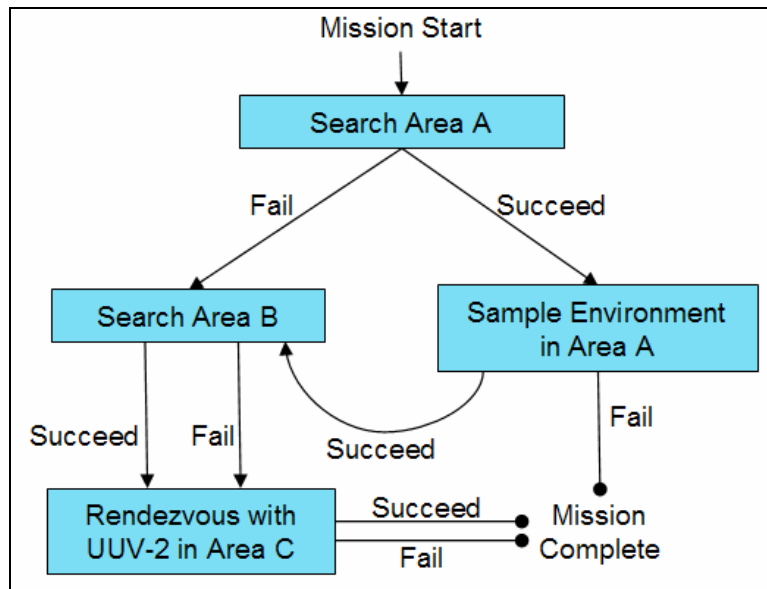 Mission Start
Search Area A
Fail
Succeed
Search Area B
Sample Environment
in Area A
Succeed
Fail
Succeed
Fail
Rendezvous with
UUV-2 in Area C
Succeed
Fail
Mission
Complete